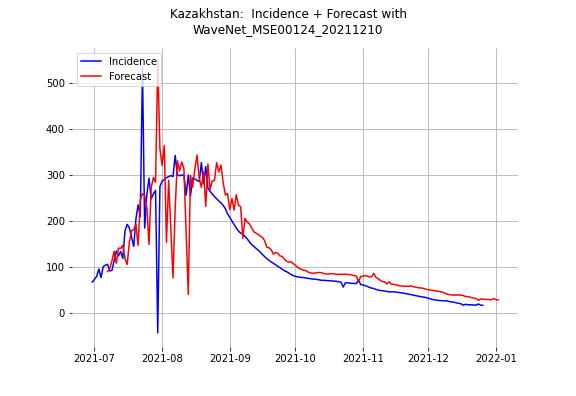 Kazakhstan:  Incidence + Forecast with
WaveNet_MSE00124_20211210
Incidence
Forecast
500
400
300
200
100
0
2021-07 2021-08 2021-09 2021-10 2021-11 2021-12 2022-01